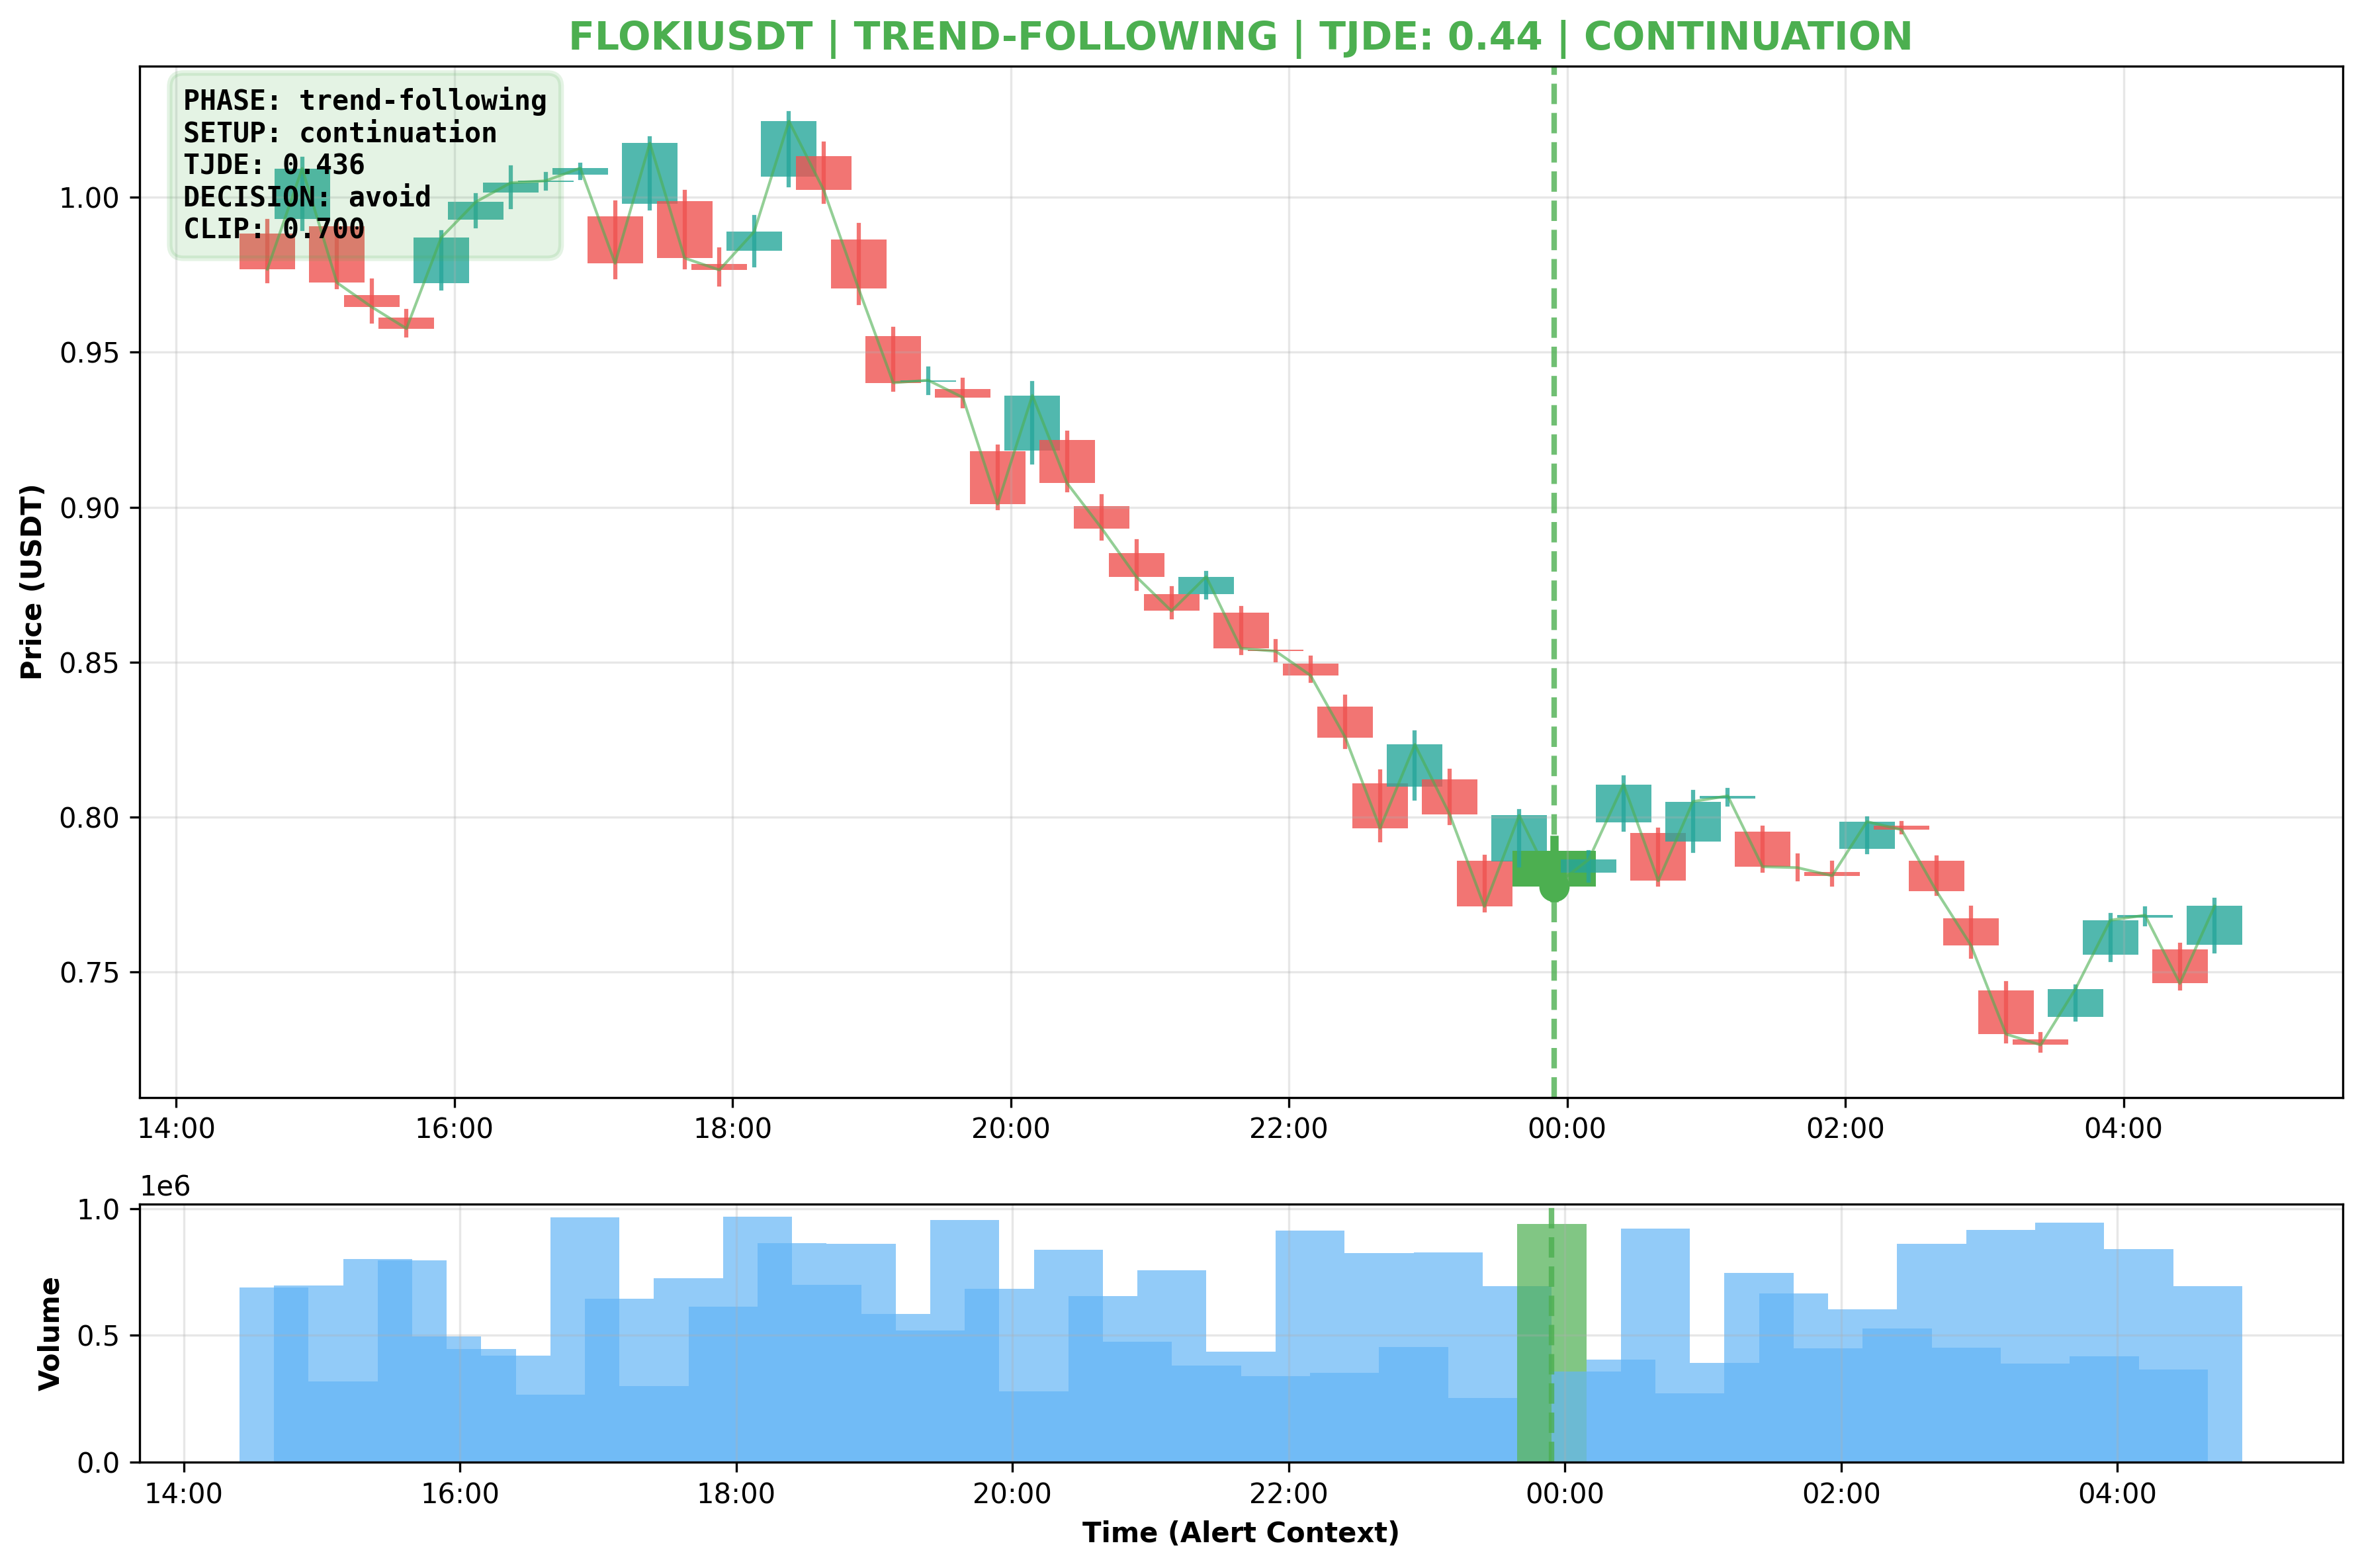 FLOKIUSDT | TREND-FOLLOWING | TJDE: 0.44 | CONTINUATION
PHASE: trend-following
SETUP: continuation
TJDE: 0.436
DECISION: avoid
CLIP: 0.700
Price (USDT)
1.00
0.95
0.90
0.85
0.80
0.75
14:00 16:00 18:00 20:00 22:00 00:00 02:00 04:00
1e6
Volume
1.0
0.5
0.0
14:00 16:00 18:00 20:00 22:00 00:00 02:00 04:00
Time (Alert Context)